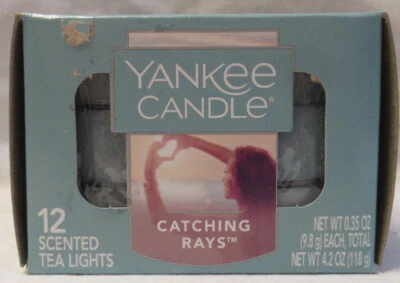 YANKEE
CANDLE®
CATCHING
RAYS™
12
SCENTED
TEA LIGHTS
NET WT 0.35 OZ
(9.8 g) EACH, TOTAL
NET WT 4.2 OZ (118 g)